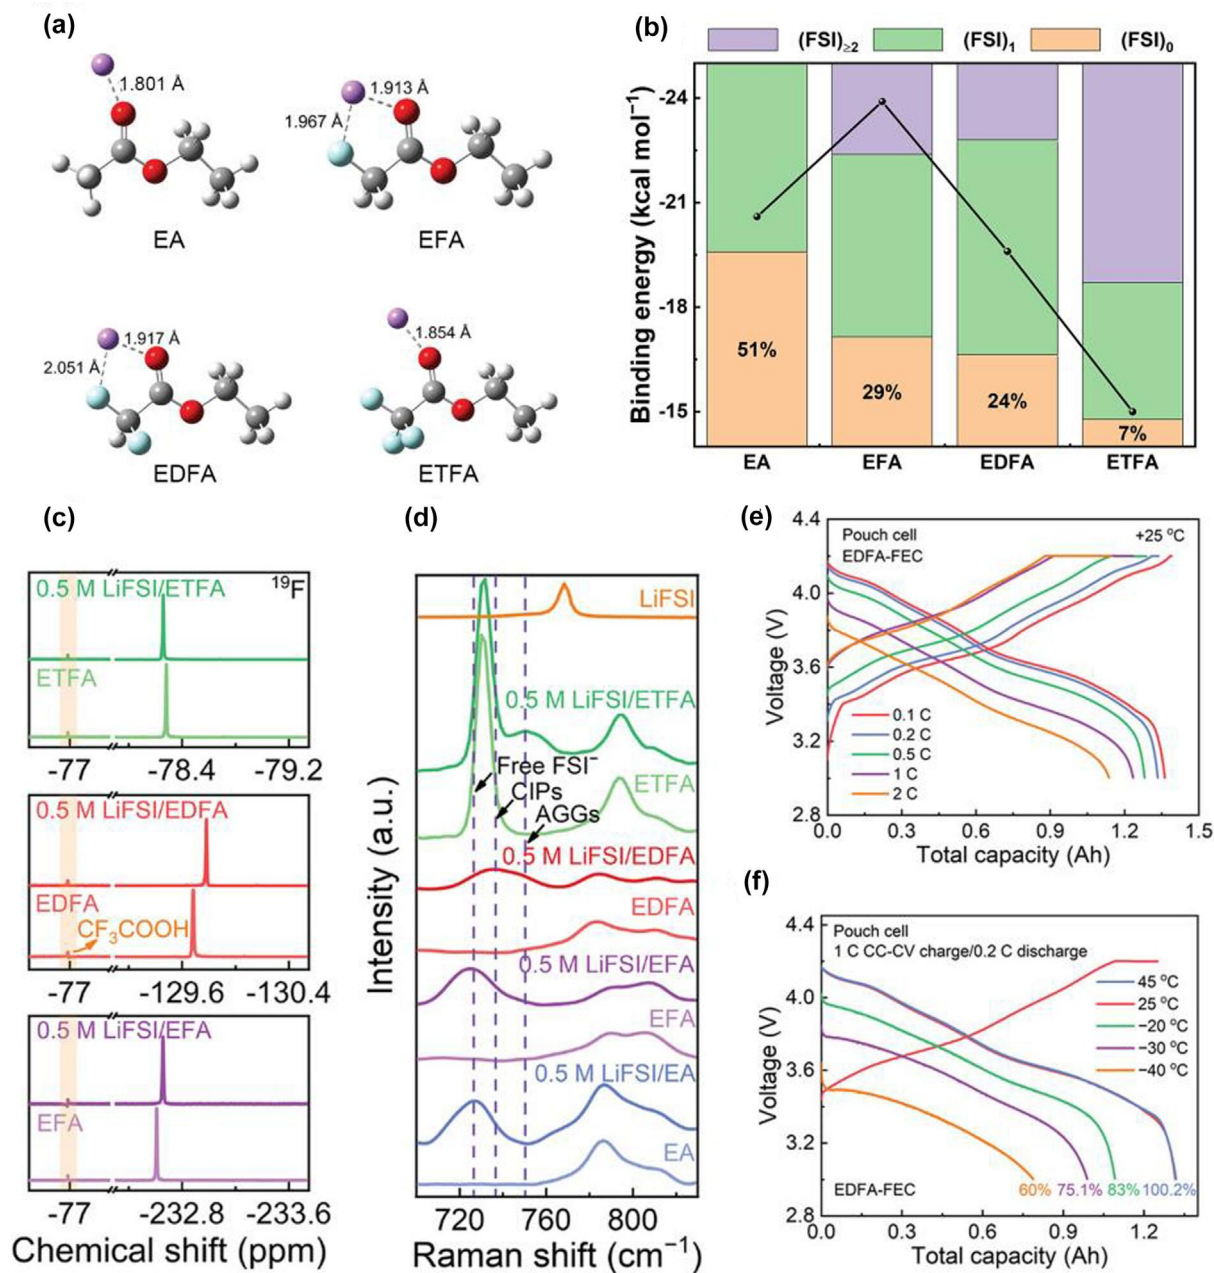 (a)
1.801 Å
EA
1.913 Å
1.967 Å
EFA
1.917 Å
2.051 Å
EDFA
1.854 Å
ETFA
(b)
(FSI)≥2
(FSI)1
(FSI)0
Binding energy (kcal mol−1)
-24
-21
-18
-15
51%
29%
24%
7%
EA
EFA
EDFA
ETFA
(c)
0.5 M LiFSI/ETFA
19F
ETFA
-77
-78.4
-79.2
0.5 M LiFSI/EDFA
EDFA
CF3COOH
-77
-129.6
-130.4
0.5 M LiFSI/EFA
EFA
-77
-232.8
-233.6
Chemical shift (ppm)
(d)
Intensity (a.u.)
LiFSI
0.5 M LiFSI/ETFA
Free FSI−
ETFA
CIPs
AGGs
0.5 M LiFSI/EDFA
EDFA
0.5 M LiFSI/EFA
EFA
0.5 M LiFSI/EA
EA
720
760
800
Raman shift (cm−1)
(e)
Voltage (V)
4.4
4.0
3.6
3.2
2.8
Pouch cell
+25 °C
EDFA-FEC
0.1 C
0.2 C
0.5 C
1 C
2 C
0.0
0.3
0.6
0.9
1.2
1.5
Total capacity (Ah)
(f)
Voltage (V)
4.4
4.0
3.6
3.2
2.8
Pouch cell
1 C CC-CV charge/0.2 C discharge
45 °C
25 °C
−20 °C
−30 °C
−40 °C
EDFA-FEC
60%
75.1%
83%
100.2%
0.0
0.3
0.6
0.9
1.2
Total capacity (Ah)